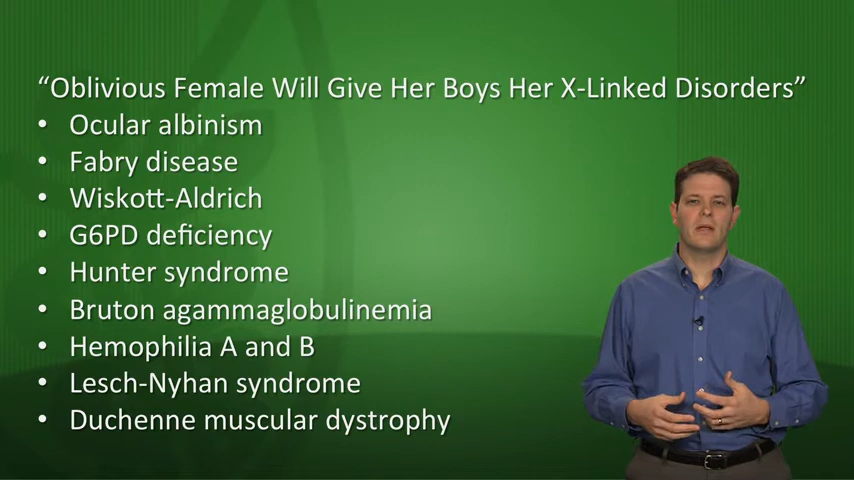 “Oblivious Female Will Give Her Boys Her X-Linked Disorders”
• Ocular albinism
• Fabry disease
• Wiskott-Aldrich
• G6PD deficiency
• Hunter syndrome
• Bruton agammaglobulinemia
• Hemophilia A and B
• Lesch-Nyhan syndrome
• Duchenne muscular dystrophy